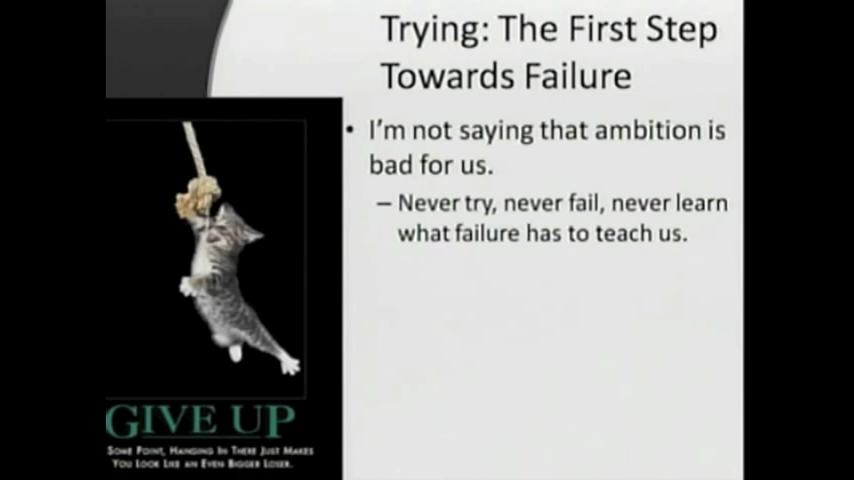 Trying: The First Step
Towards Failure
• I'm not saying that ambition is
bad for us.
– Never try, never fail, never learn
what failure has to teach us.
GIVE UP
SOME POINT, HANGING IN THERE JUST MAKES
YOU LOOK LIKE AN EVEN BIGGER LOSER.